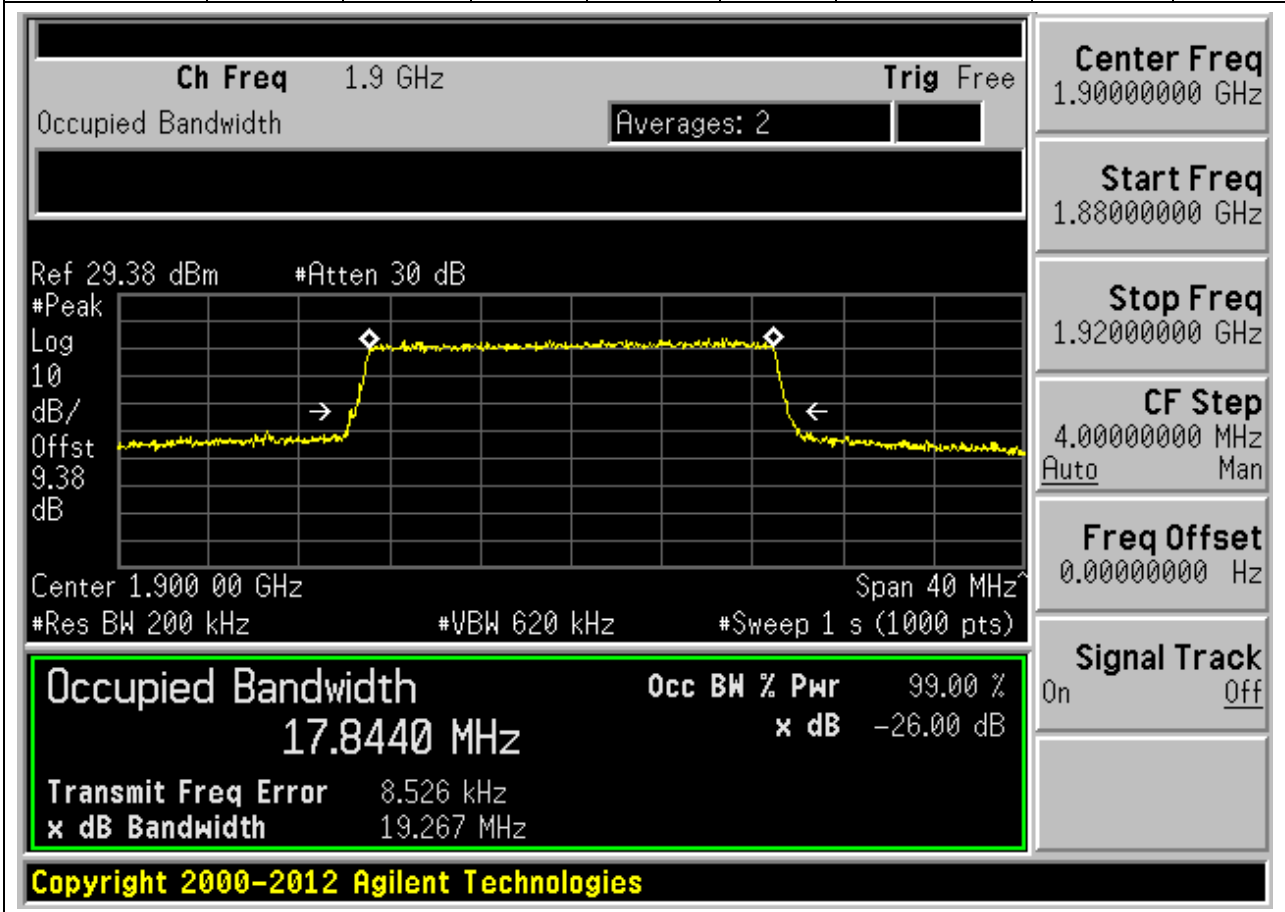 Ch Freq 1.9 GHz Trig Free
Occupied Bandwidth Averages: 2
Ref 29.38 dBm #Atten 30 dB
#Peak
Log
10
dB/
Offst
9.38
dB
Center 1.900 00 GHz Span 40 MHz^
#Res BW 200 kHz #VBW 620 kHz #Sweep 1 s (1000 pts)
Occupied Bandwidth Occ BW % Pwr 99.00 %
17.8440 MHz x dB -26.00 dB
Transmit Freq Error 8.526 kHz
x dB Bandwidth 19.267 MHz
Copyright 2000-2012 Agilent Technologies
Center Freq
1.90000000 GHz
Start Freq
1.88000000 GHz
Stop Freq
1.92000000 GHz
CF Step
4.00000000 MHz
Auto Man
Freq Offset
0.00000000 Hz
Signal Track
On Off